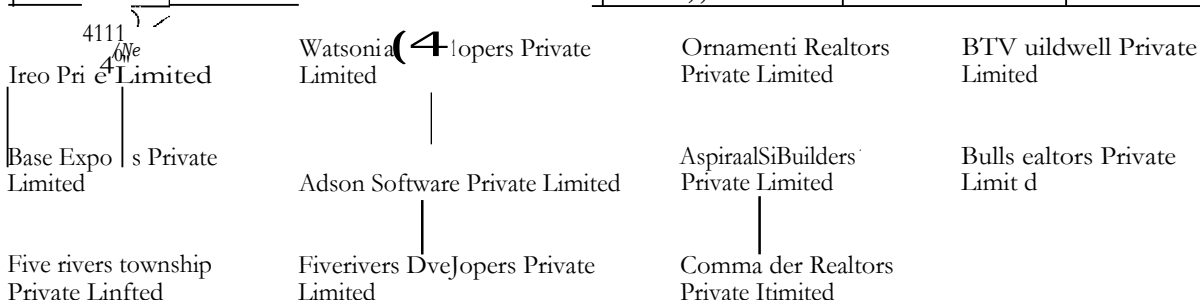 4111
Ireo Pri e Limited
Watsonia(4 lopers Private
Limited
Ornamenti Realtors
Private Limited
BTV uildwell Private
Limited
Base Expo s Private
Limited
Adson Software Private Limited
AspiraalSiBuilders
Private Limited
Bulls ealtors Private
Limit d
Five rivers township
Private Linfted
Fiverivers DveJopers Private
Limited
Comma der Realtors
Private Itimited